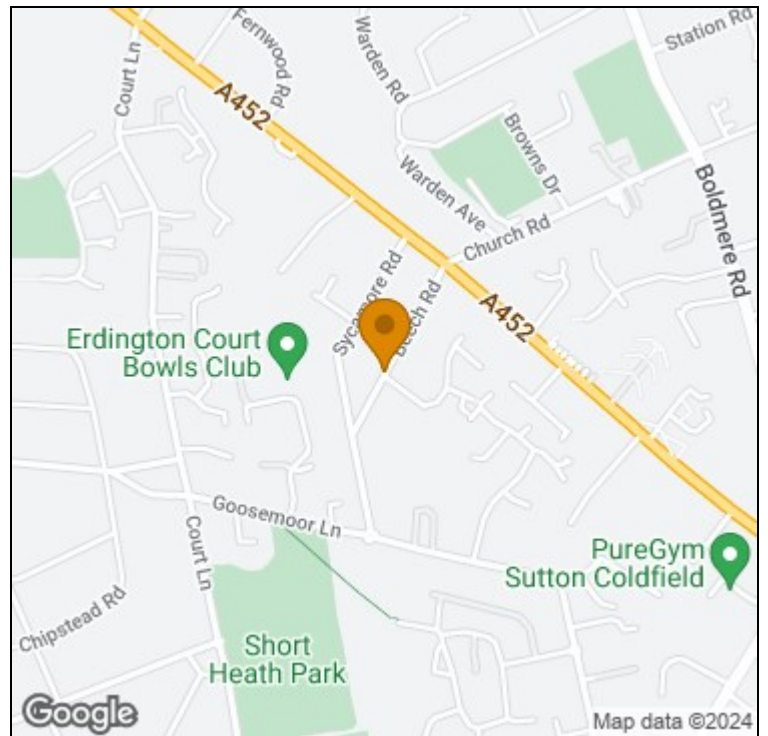 Fernwood Rd
Court Ln
A452
Warden Rd
Station Rd
Browns Dr
Warden Ave
Church Rd
Boldmere Rd
Sycamore Rd
Beech Rd
A452
Erdington Court
Bowls Club
Goosemoor Ln
Court Ln
PureGym
Sutton Coldfield
Chipstead Rd
Short
Heath Park
Google
Map data ©2024